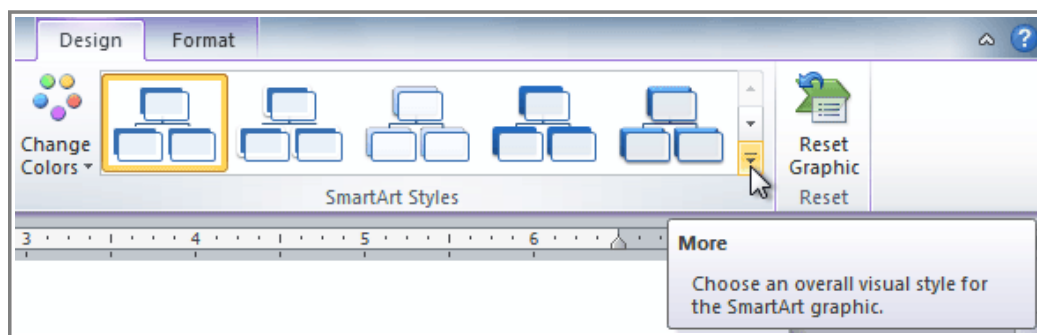 Design Format
?
Change
Colors
Reset
Graphic
SmartArt Styles
Reset
3 4 5 6
More
Choose an overall visual style for
the SmartArt graphic.